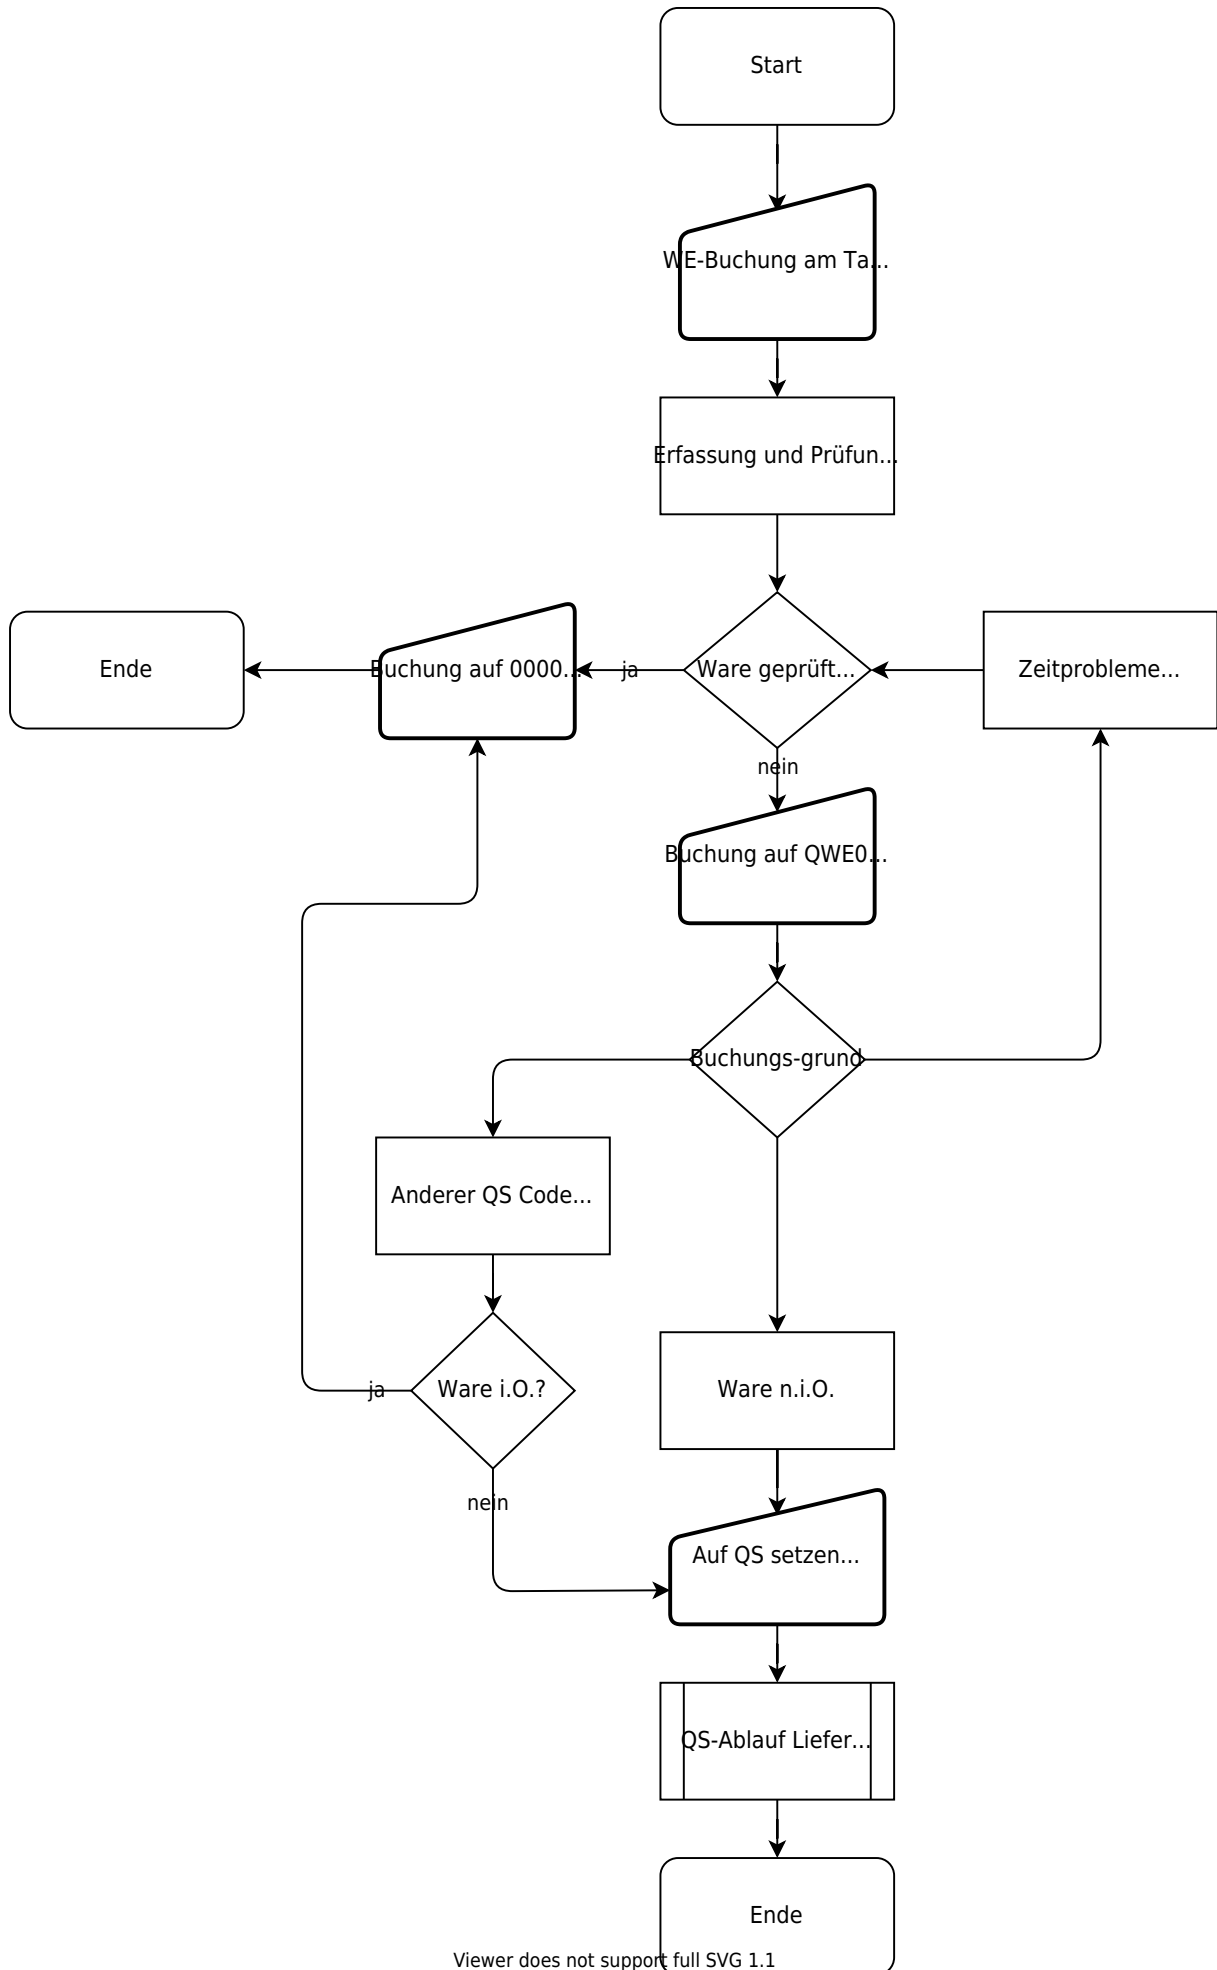 Start
WE-Buchung am Ta...
Erfassung und Prüfun...
Ende
Buchung auf 0000...
ja
Ware geprüft...
Zeitprobleme...
nein
Buchung auf QWE0...
Buchungs-grund
Anderer QS Code...
ja
Ware i.O.?
Ware n.i.O.
nein
Auf QS setzen...
QS-Ablauf Liefer...
Ende
Viewer does not support full SVG 1.1